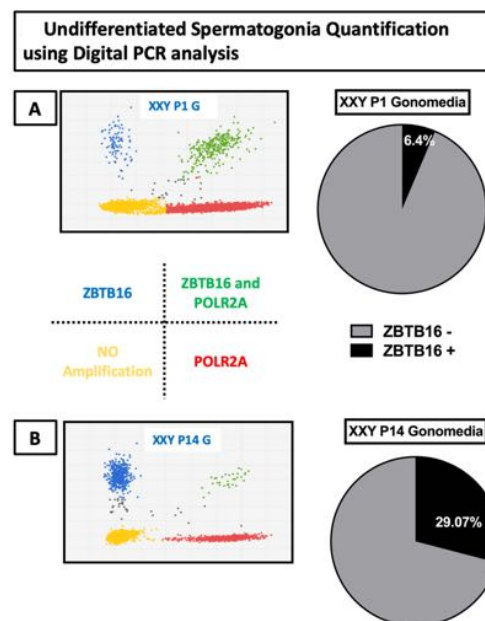 Undifferentiated Spermatogonia Quantification
using Digital PCR analysis
A
XXY P1 G
XXY P1 Gonomedia
6.4%
ZBTB16
ZBTB16 and
POLR2A
NO
Amplification
POLR2A
ZBTB16 -
ZBTB16 +
B
XXY P14 G
XXY P14 Gonomedia
29.07%